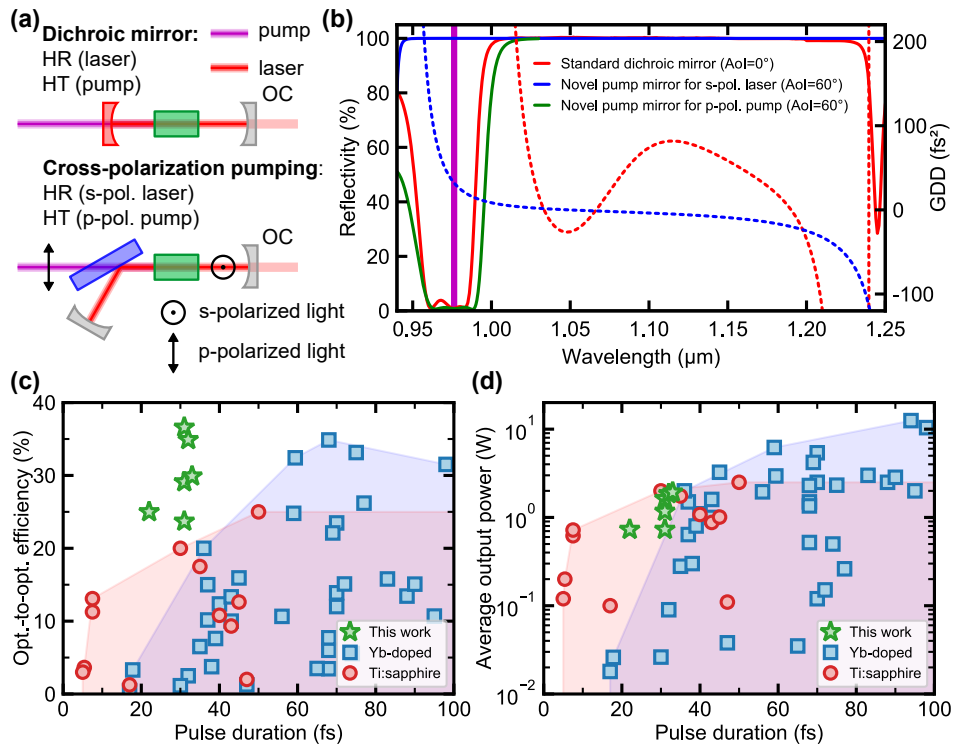 (a)
Dichroic mirror:
HR (laser)
HT (pump)
pump
laser
OC
Cross-polarization pumping:
HR (s-pol. laser)
HT (p-pol. pump)
OC
s-polarized light
p-polarized light
(b)
100
80
60
40
20
0
Reflectivity (%)
Standard dichroic mirror (AoI=0°)
Novel pump mirror for s-pol. laser (AoI=60°)
Novel pump mirror for p-pol. pump (AoI=60°)
200
100
0
-100
GDD (fs²)
0.95
1.00
1.05
1.10
1.15
1.20
1.25
Wavelength (μm)
(c)
40
30
20
10
0
Opt.-to-opt. efficiency (%)
This work
Yb-doped
Ti:sapphire
0
20
40
60
80
100
Pulse duration (fs)
(d)
10¹
10⁰
10⁻¹
10⁻²
Average output power (W)
This work
Yb-doped
Ti:sapphire
0
20
40
60
80
100
Pulse duration (fs)